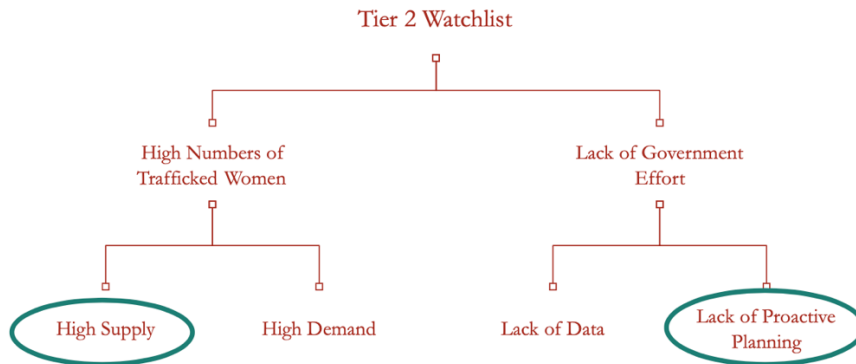 Tier 2 Watchlist
High Numbers of
Trafficked Women
Lack of Government
Effort
High Supply
High Demand
Lack of Data
Lack of Proactive
Planning